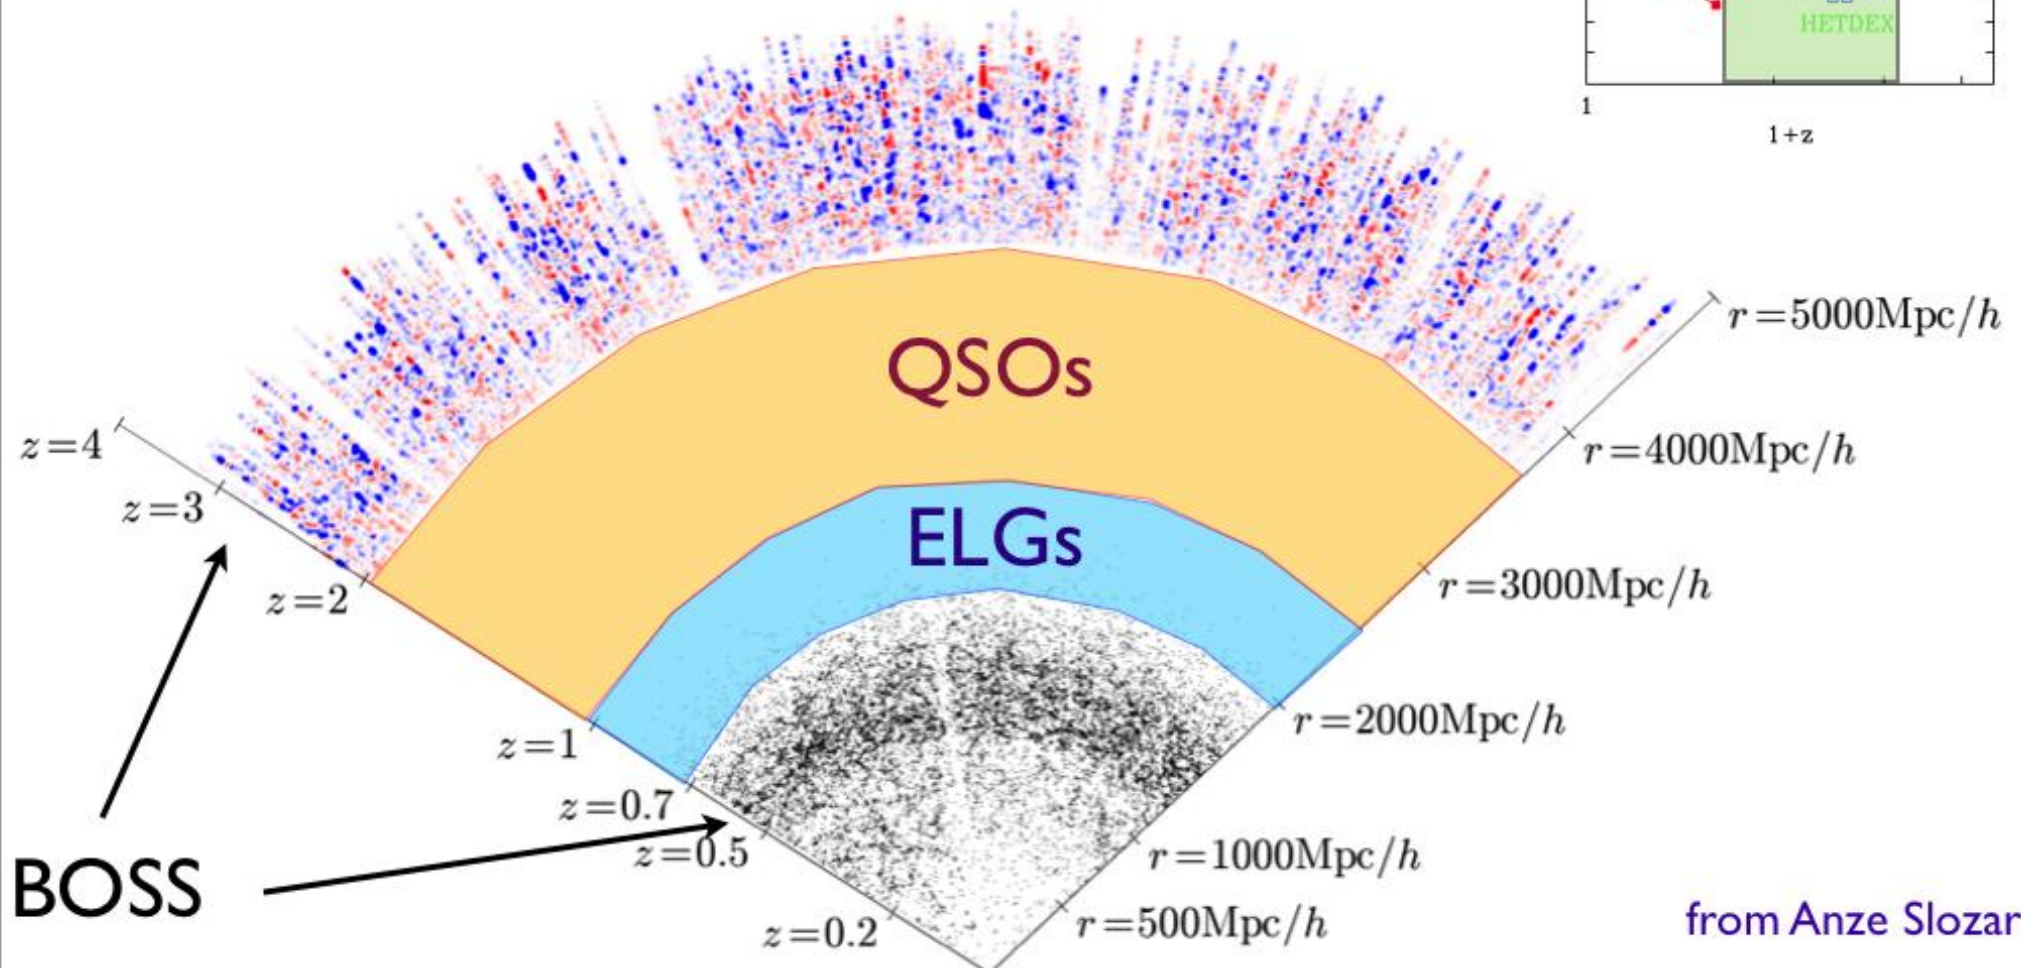 HETDEX
1
1+z
QSOs
ELGs
r=5000Mpc/h
r=4000Mpc/h
r=3000Mpc/h
r=2000Mpc/h
r=1000Mpc/h
r=500Mpc/h
z=4
z=3
z=2
z=1
z=0.7
z=0.5
z=0.2
BOSS
from Anze Slozar